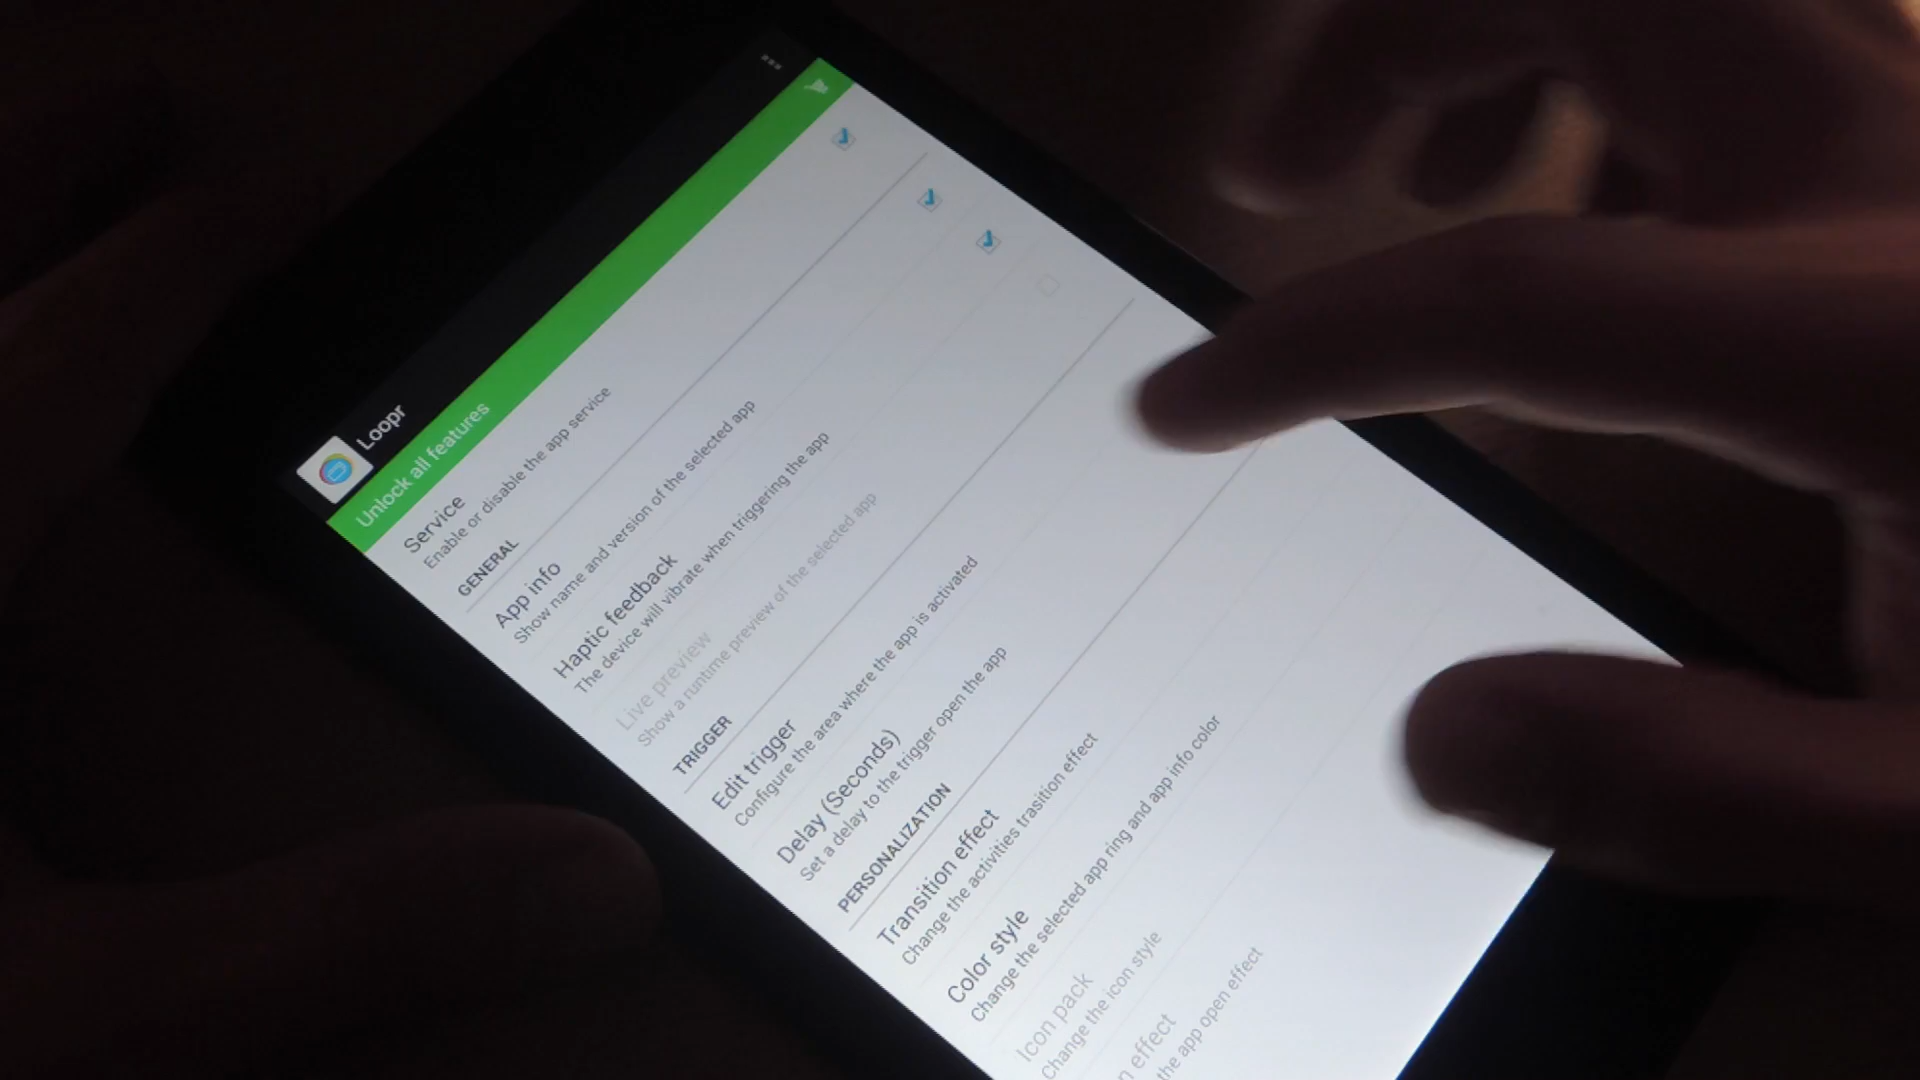 Loopr
Unlock all features
Service
Enable or disable the app service
GENERAL
App info
Show name and version of the selected app
Haptic feedback
The device will vibrate when triggering the app
Live preview
Show a runtime preview of the selected app
TRIGGER
Edit trigger
Configure the area where the app is activated
Delay (Seconds)
Set a delay to the trigger open the app
PERSONALIZATION
Transition effect
Change the activities trasition effect
Color style
Change the selected app ring and app info color
Icon pack
Change the icon style
effect
the app open effect